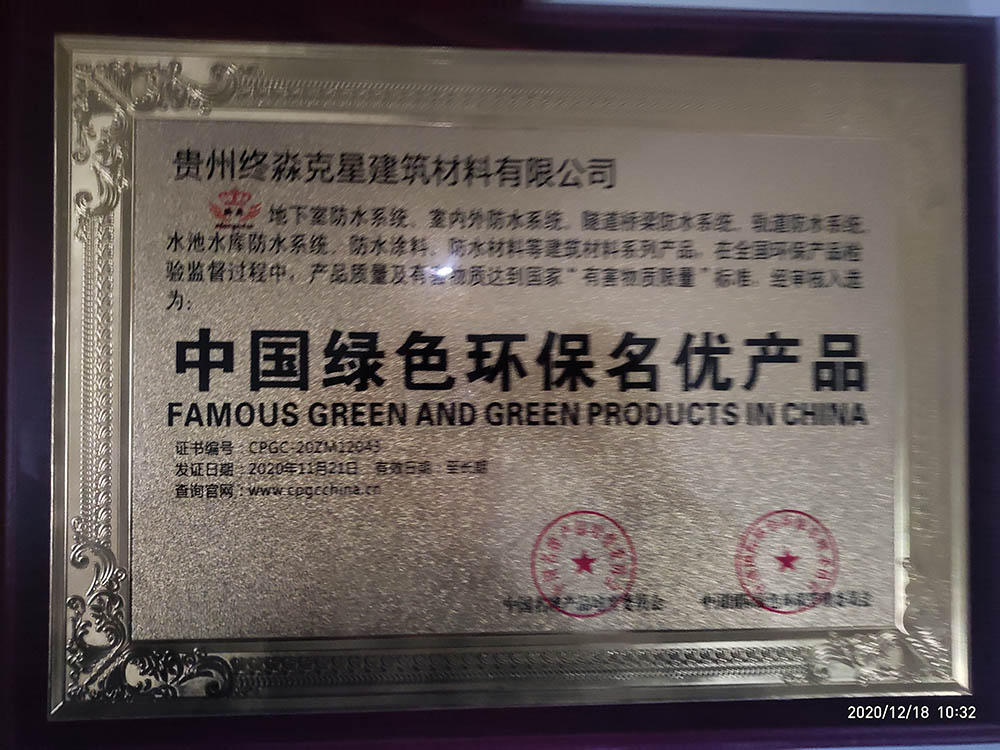 贵州终淼克星建筑材料有限公司
地下室防水系统、室内外防水系统、隧道桥梁防水系统、轨道防水系统、
水池水库防水系统、防水涂料、防水材料等建筑材料系列产品，在全国环保产品检
验监督过程中，产品质量及有害物质达到国家“有害物质限量”标准，经审核入选
为：
中国绿色环保名优产品
FAMOUS GREEN AND GREEN PRODUCTS IN CHINA
证书编号：CPGC-20ZM12043
发证日期：2020年11月21日 有效日期：至长期
查询官网：www.cpgcchina.cn
2020/12/18 10:32